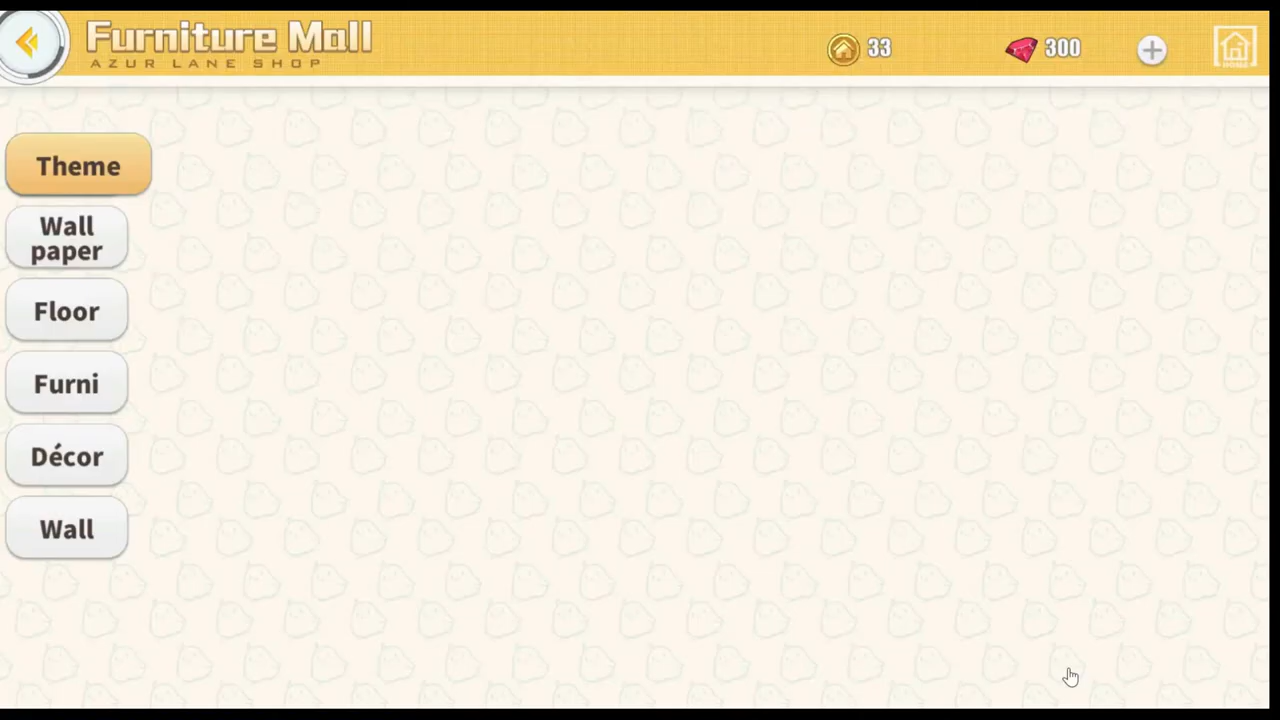 Furniture Mall
AZUR LANE SHOP
33
300
Theme
Wall
paper
Floor
Furni
Décor
Wall